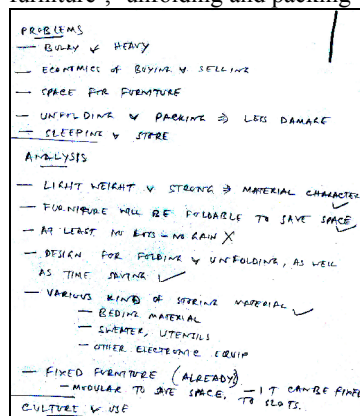 furniture", "unfolding and packing
PROBLEMS
— BULKY & HEAVY
— ECONOMICS OF BUYING & SELLING
— SPACE FOR FURNITURE
— UNFOLDING & PACKING ⇒ LESS DAMAGE
— SLEEPING & STORE
ANALYSIS
— LIGHT WEIGHT & STRONG ⇒ MATERIAL CHARACTE
— FURNITURE WILL BE FOLDABLE TO SAVE SPACE ✓
— AT LEAST NO — NO GAIN X
— DESIGN FOR FOLDING & UNFOLDING, AS WELL
AS TIME SAVING ✓
— VARIOUS KIND OF STORING MATERIAL ✓
— BEDING MATERIAL
— SWEATER, UTENSILS
— OTHER ELECTRONIC EQUIP
— FIXED FURNITURE (ALREADY)
— MODULAR TO SAVE SPACE, — IT CAN BE FIXED
TO SLOTS.
CULTURE & USE